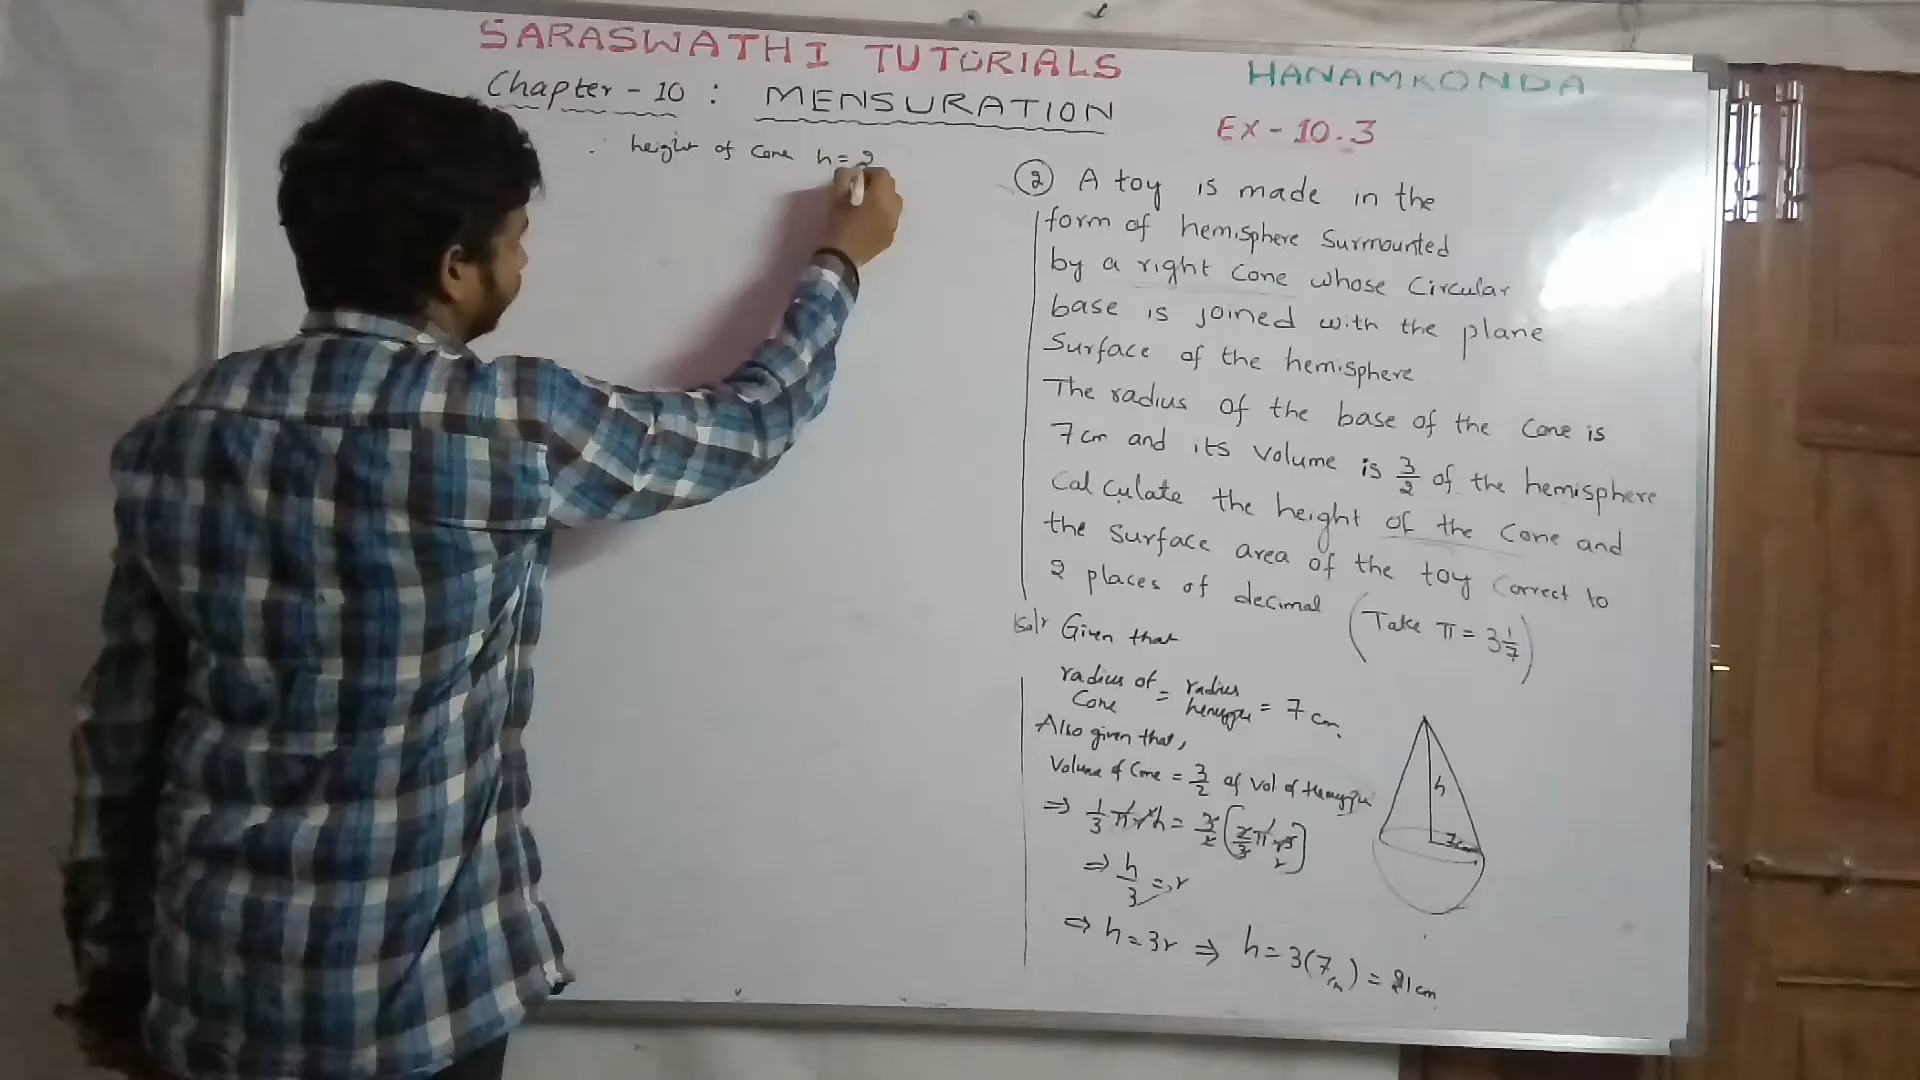 SARASWATHI TUTORIALS HANAMKONDA
Chapter - 10 : MENSURATION
EX - 10.3
∴ height of Cone h = 2
② A toy is made in the
form of hemisphere Surmounted
by a right Cone whose Circular
base is joined with the plane
Surface of the hemisphere
The radius of the base of the Cone is
7 cm and its volume is 3/2 of the hemisphere
Calculate the height of the Cone and
the surface area of the toy Correct to
2 places of decimal (Take π = 3 1/7)
Sol: Given that
radius of Cone = radius = 7 cm.
Also given that,
Volume of Cone = 3/2 of Vol of
⇒ 1/3 πr²h = 3/2 (2/3 πr³)
⇒ h/3 = r
⇒ h = 3r ⇒ h = 3(7cm) = 21cm
h
7cm